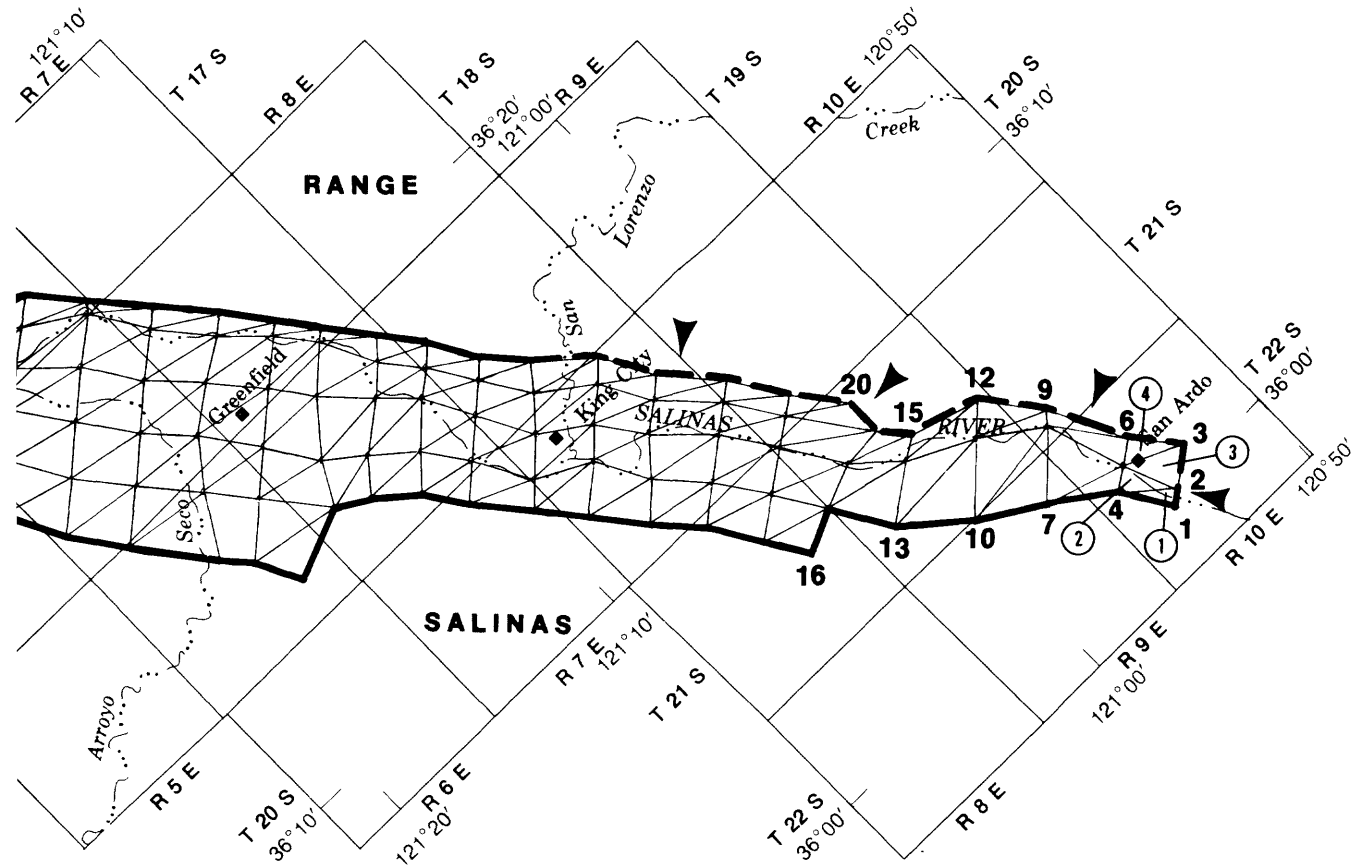 121°10′
R 7 E
T 17 S
R 8 E
T 18 S
36°20′
121°00′
R 9 E
T 19 S
R 10 E
120°50′
T 20 S
36°10′
Creek
RANGE
San Lorenzo
T 21 S
T 22 S
36°00′
120°50′
Greenfield
King City
SALINAS RIVER
San Ardo
20
15
12
9
6
3
4
3
2
1
4
7
10
13
16
2
1
R 10 E
Arroyo Seco
SALINAS
R 7 E
121°10′
T 21 S
R 9 E
121°00′
R 5 E
T 20 S
36°10′
R 6 E
121°20′
T 22 S
36°00′
R 8 E